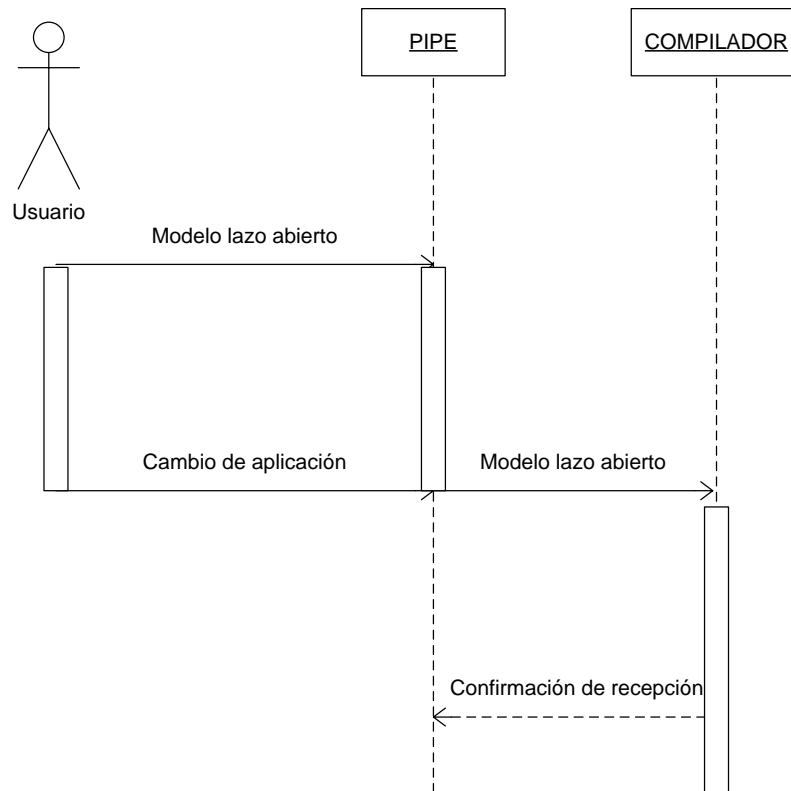 PIPE
COMPILADOR
Usuario
Modelo lazo abierto
Cambio de aplicación
Modelo lazo abierto
Confirmación de recepción